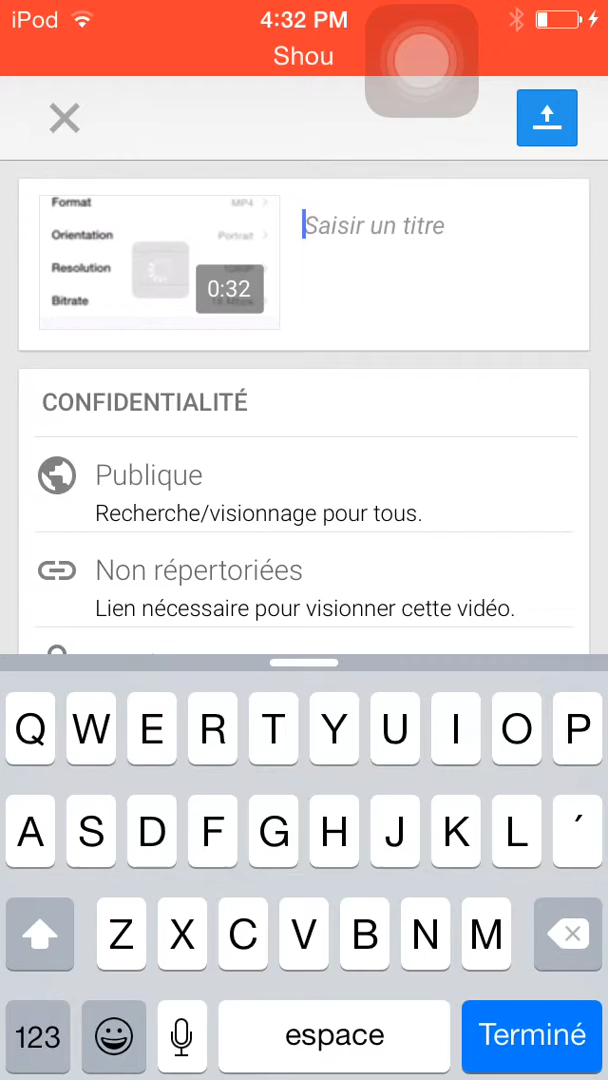 iPod 4:32 PM
Shou
Format MP4
Orientation Portrait
Resolution
Bitrate
0:32
Saisir un titre
CONFIDENTIALITÉ
Publique
Recherche/visionnage pour tous.
Non répertoriées
Lien nécessaire pour visionner cette vidéo.
Q W E R T Y U I O P
A S D F G H J K L ´
Z X C V B N M
123 espace Terminé